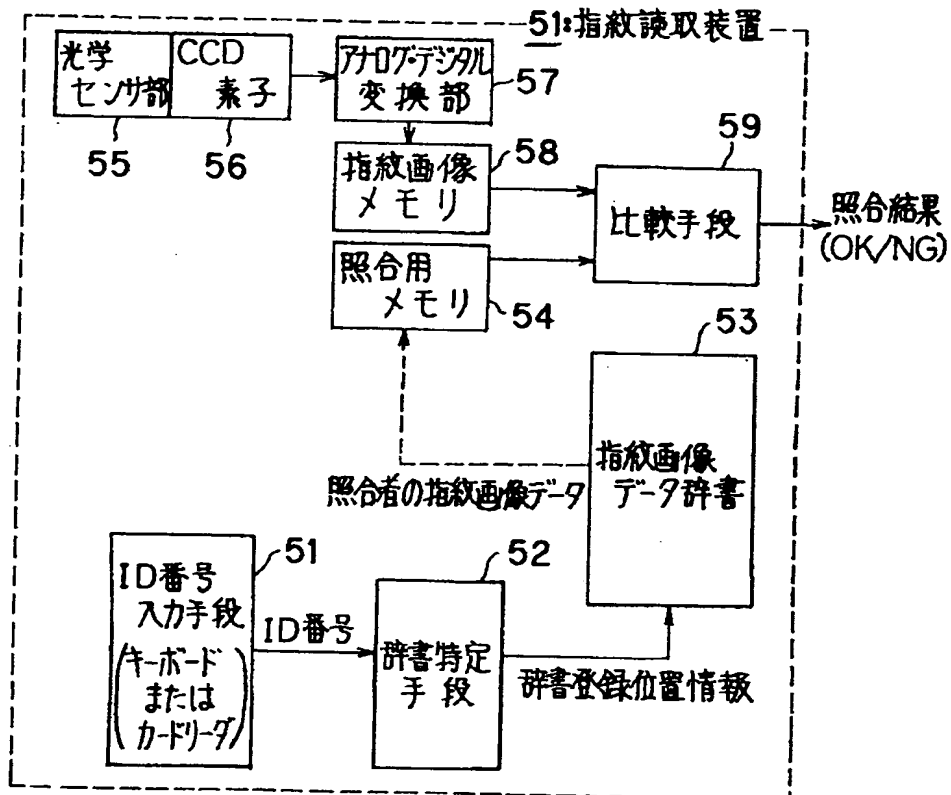 51:指紋読取装置
光学
センサ部
CCD
素子
アナログ・デジタル
変換部
55
56
57
指紋画像
メモリ
58
59
比較手段
照合結果
(OK/NG)
照合用
メモリ
54
53
指紋画像
データ辞書
照合者の指紋画像データ
51
ID番号
入力手段
(キーボード
または
カードリーダ)
ID番号
52
辞書特定
手段
辞書登録位置情報